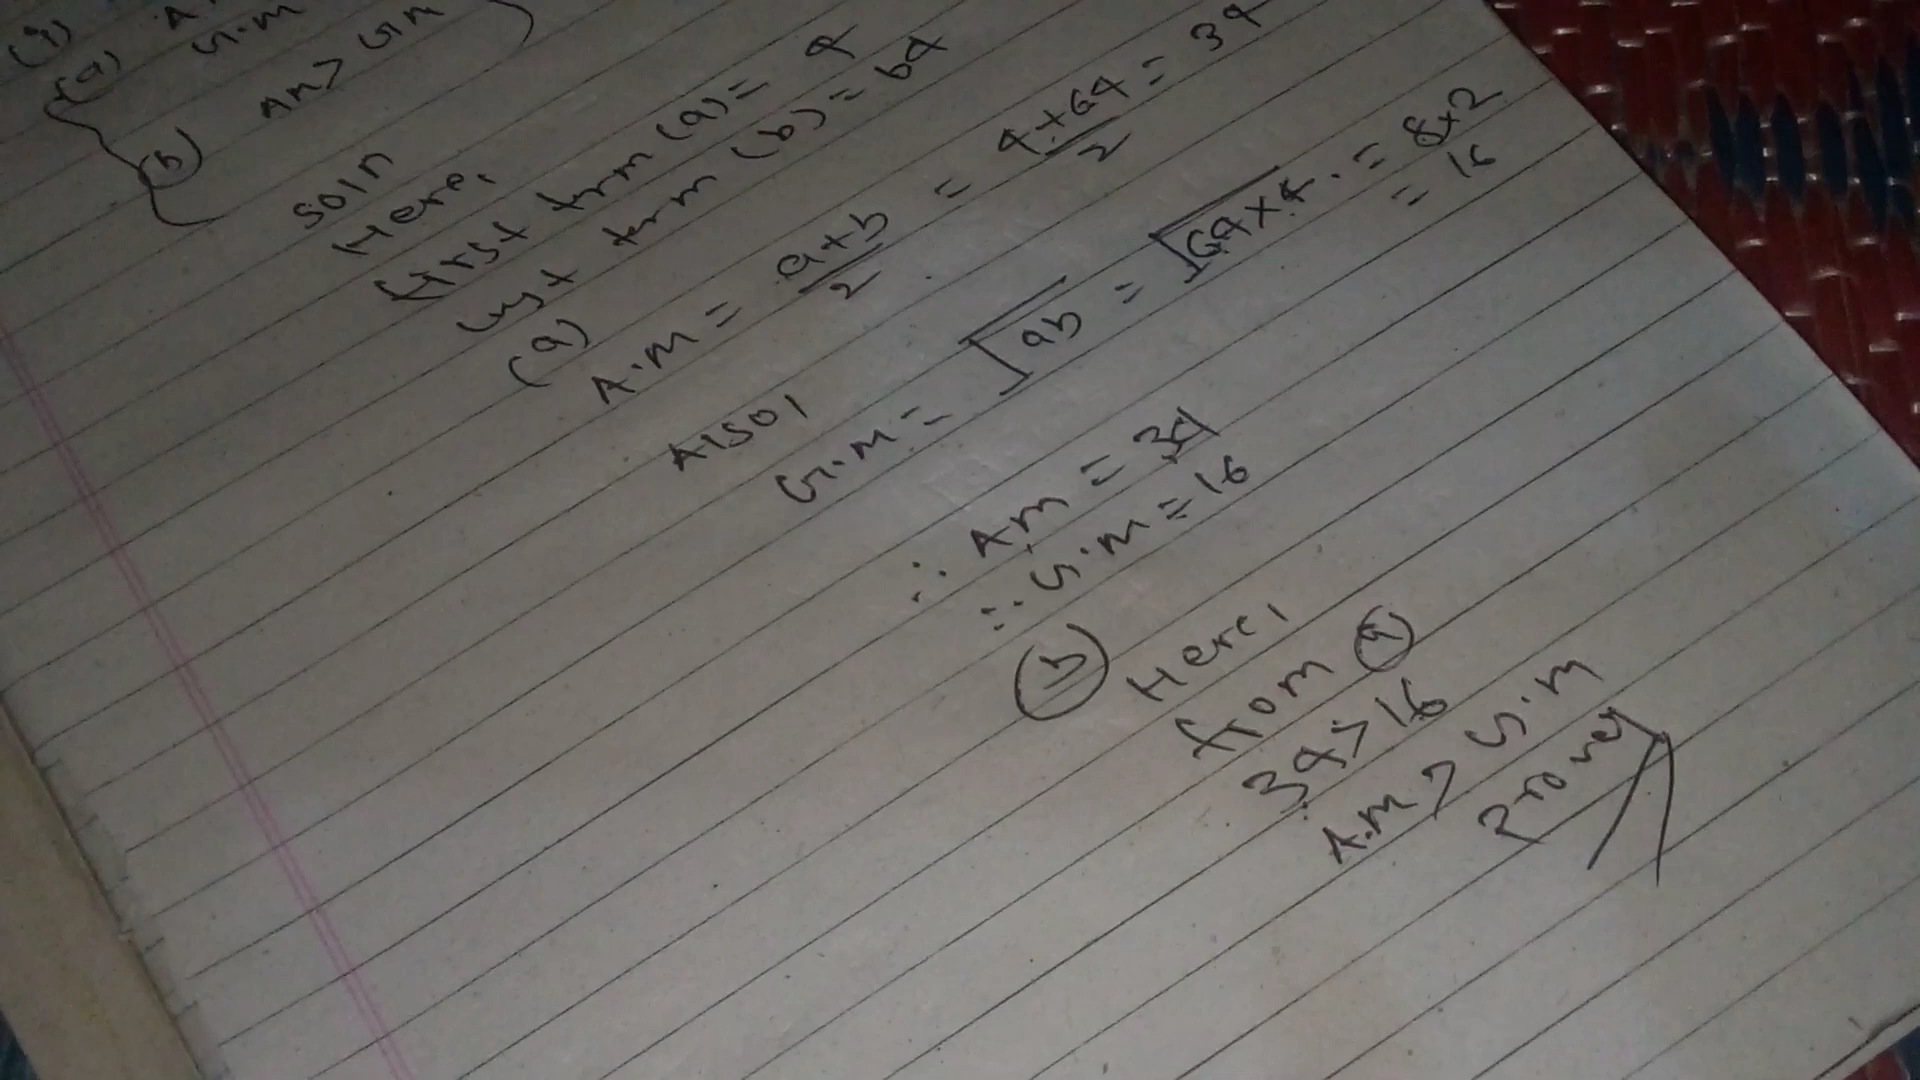 (i)
(a) A.
G.M
(b) AM > GM
Soln
Here,
first term (a) = 4
last term (b) = 64
(a)
A.M = a+b/2 = 4+64/2 = 34
Also,
G.M = √ab = √64×4 = 8×2
= 16
∴ A.M = 34
∴ G.M = 16
(b)
Here,
from (a)
34 > 16
A.M > G.M
Proved